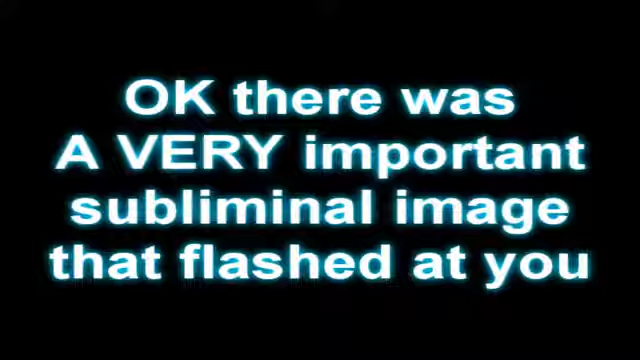 OK there was
A VERY important
subliminal image
that flashed at you